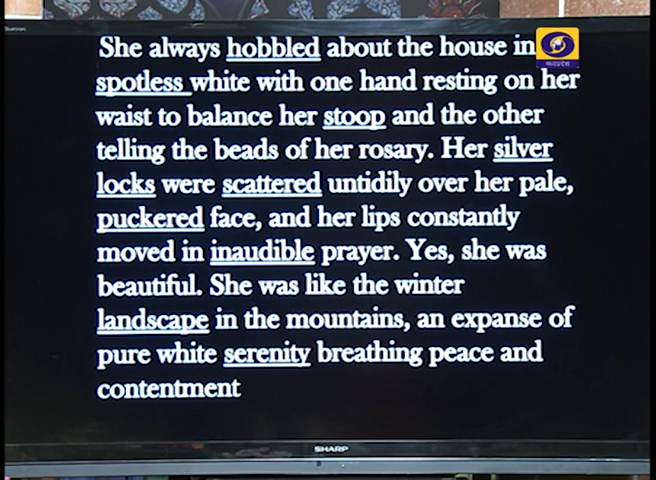 She always hobbled about the house in
spotless white with one hand resting on her
waist to balance her stoop and the other
telling the beads of her rosary. Her silver
locks were scattered untidily over her pale,
puckered face, and her lips constantly
moved in inaudible prayer. Yes, she was
beautiful. She was like the winter
landscape in the mountains, an expanse of
pure white serenity breathing peace and
contentment
मध्यप्रदेश
SHARP